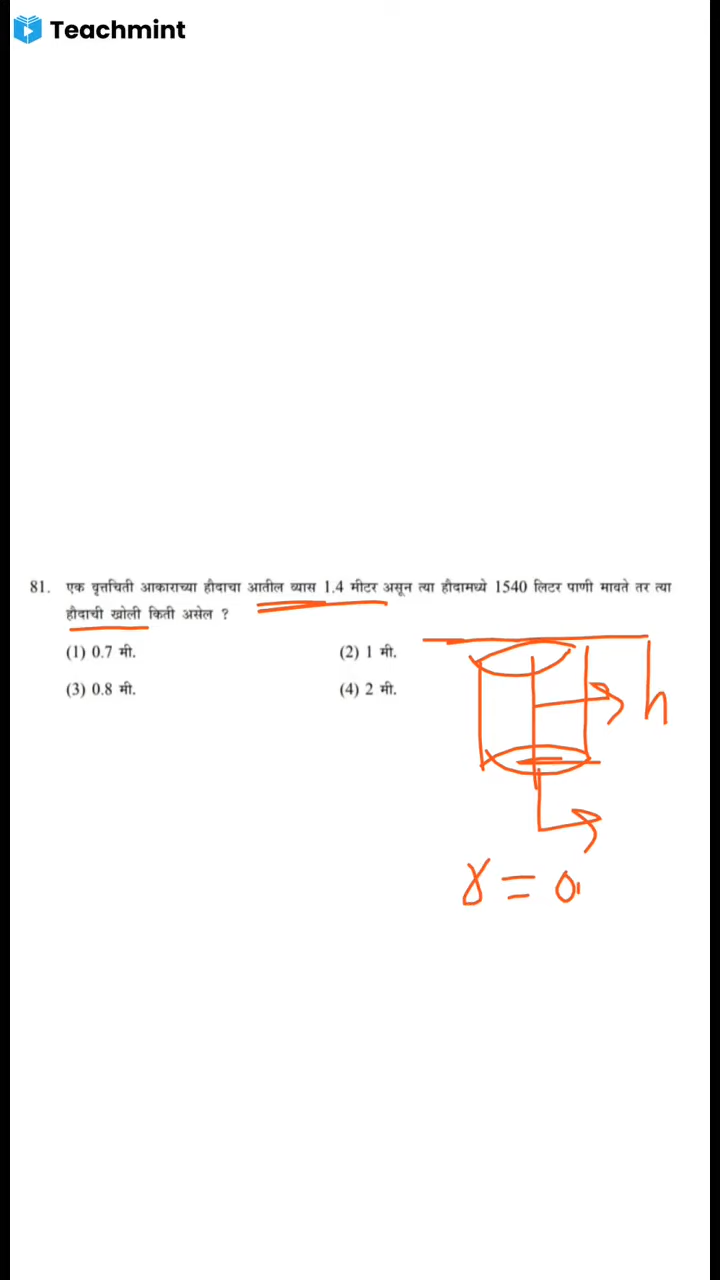 Teachmint
81. एक वृत्तचिती आकाराच्या हौदाचा आतील व्यास 1.4 मीटर असून त्या हौदामध्ये 1540 लिटर पाणी मावते तर त्या
हौदाची खोली किती असेल ?
(1) 0.7 मी. (2) 1 मी.
(3) 0.8 मी. (4) 2 मी.
h
r = 0.